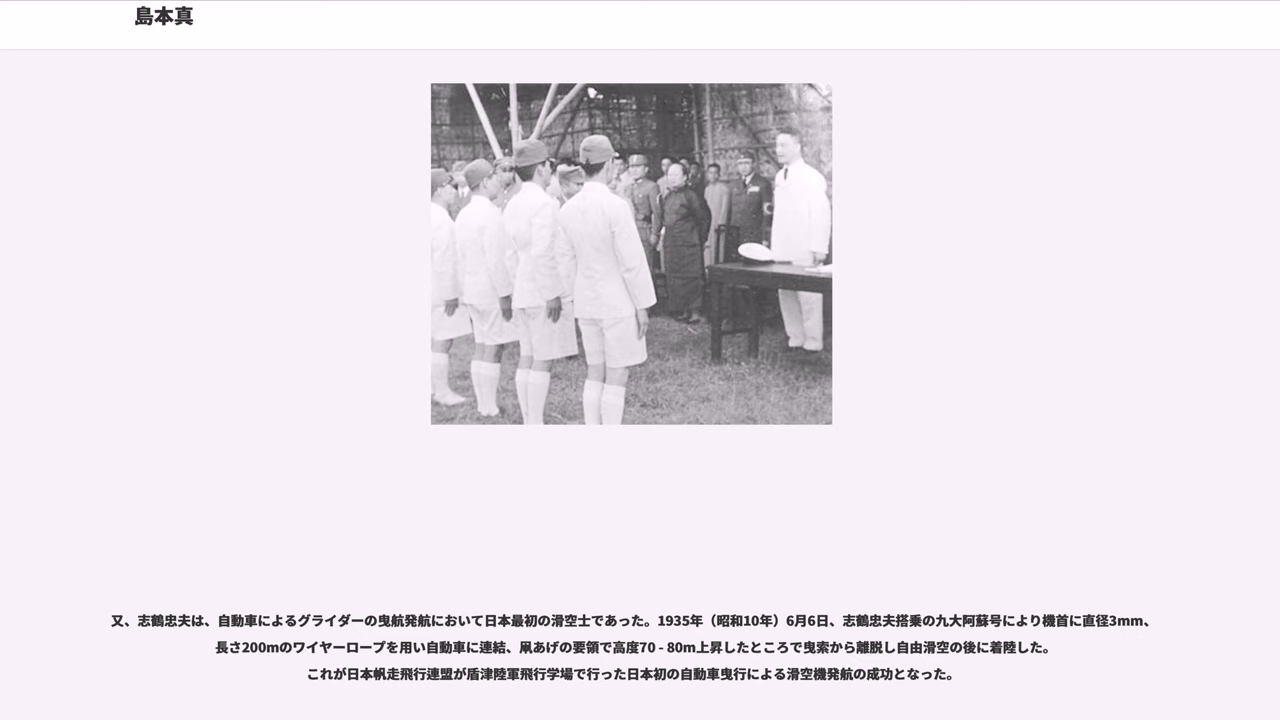 島本真
又、志鶴忠夫は、自動車によるグライダーの曳航発航において日本最初の滑空士であった。1935年（昭和10年）6月6日、志鶴忠夫搭乗の九大阿蘇号により機首に直径3mm、
長さ200mのワイヤーロープを用い自動車に連結、凧あげの要領で高度70 - 80m上昇したところで曳索から離脱し自由滑空の後に着陸した。
これが日本帆走飛行連盟が盾津陸軍飛行学場で行った日本初の自動車曳行による滑空機発航の成功となった。